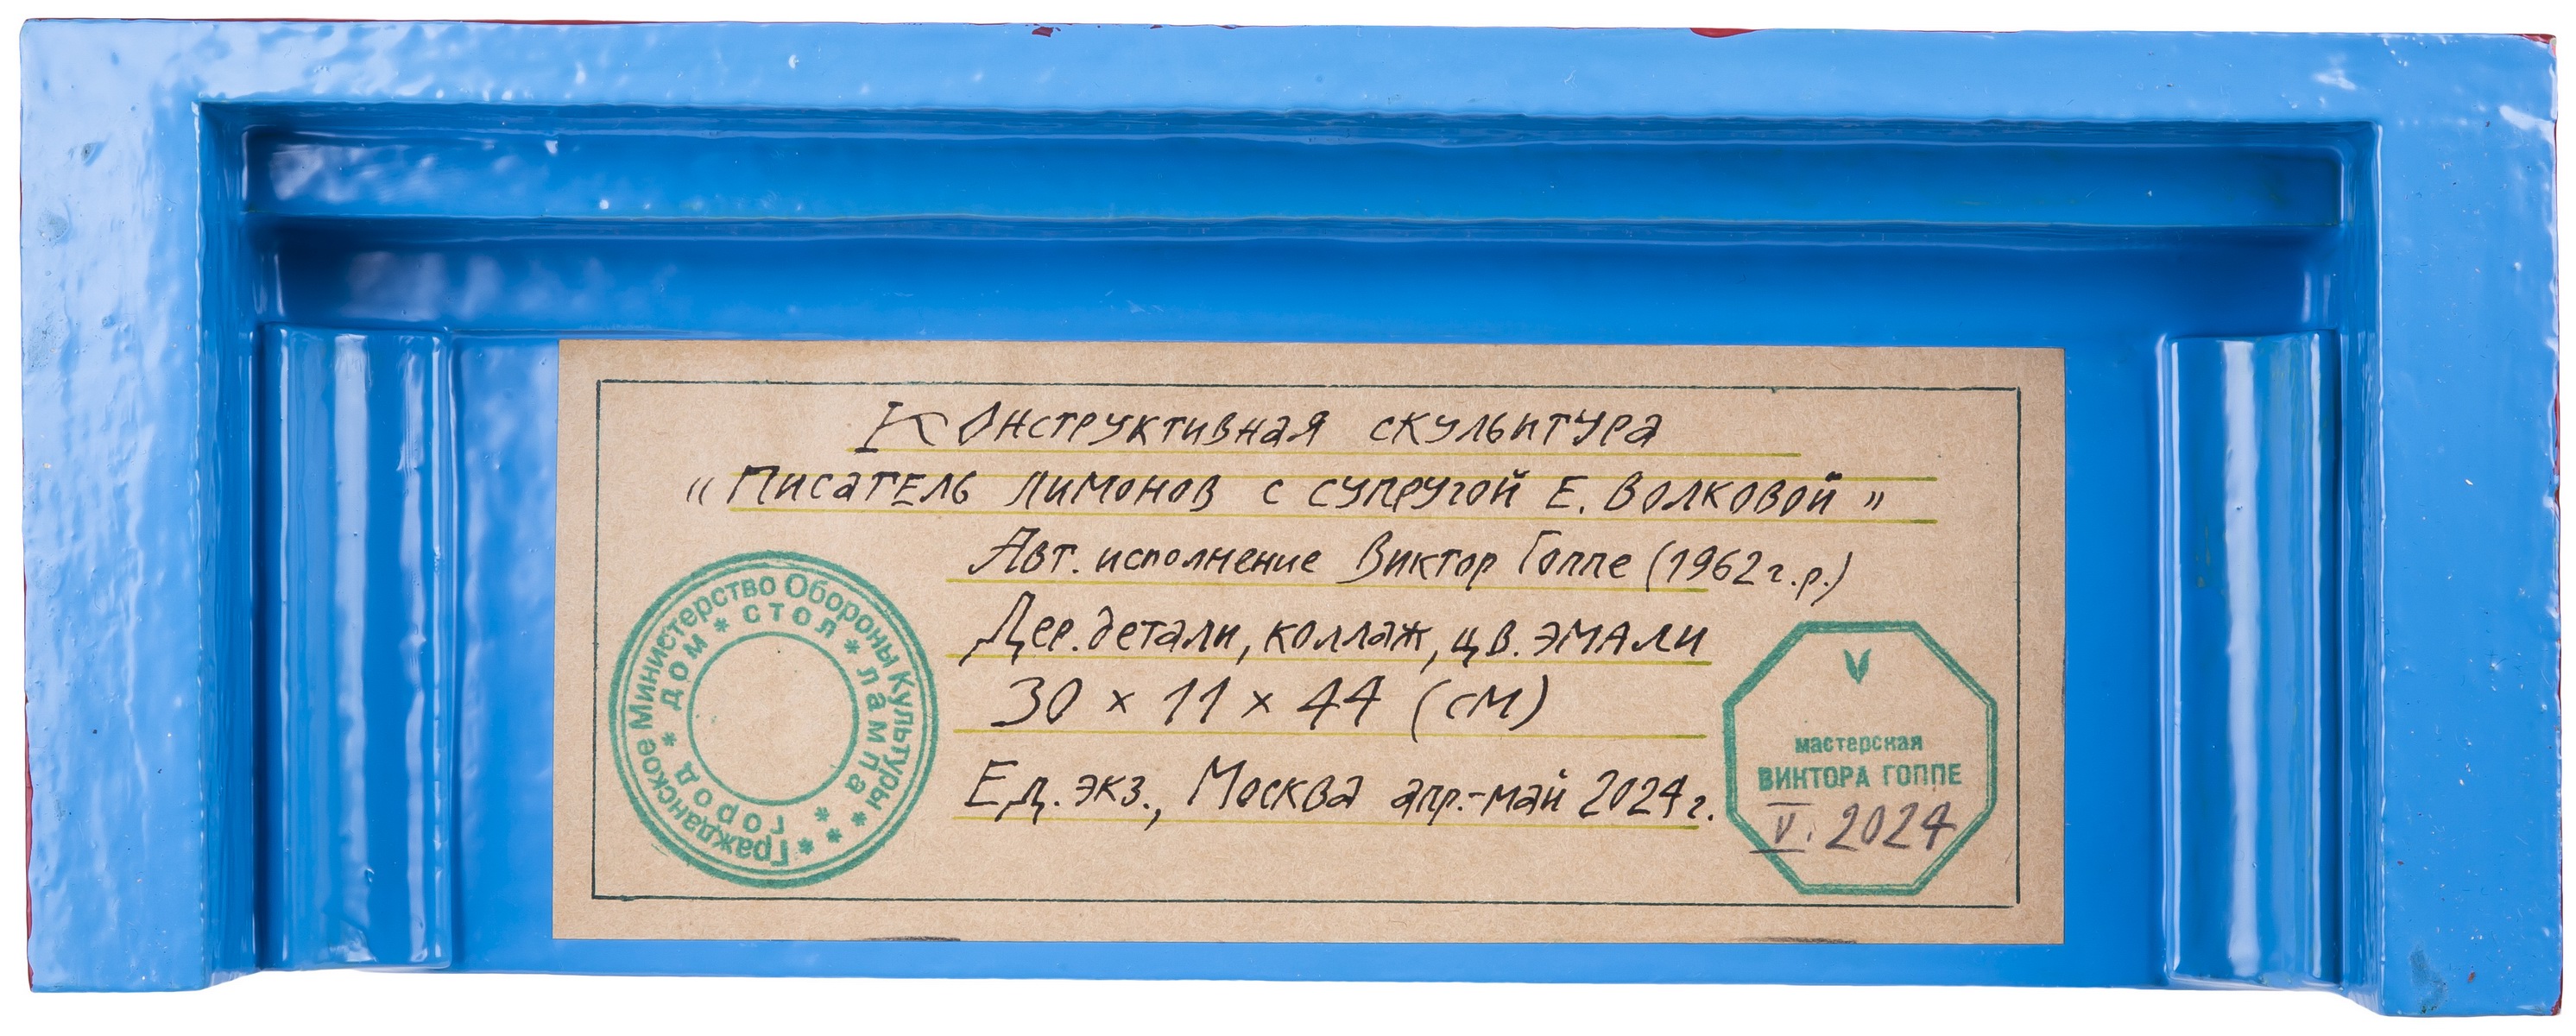 Конструктивная скульптура
«Писатель Лимонов с супругой Е. Волковой»
Авт. исполнение Виктор Гоппе (1962 г.р.)
Дер. детали, коллаж, цв. эмали
30 × 11 × 44 (см)
Ед. экз., Москва апр.-май 2024 г.
Гражданское Министерство Обороны Культуры * * *
город * дом * стол * лампа *
мастерская
ВИКТОРА ГОППЕ
V. 2024